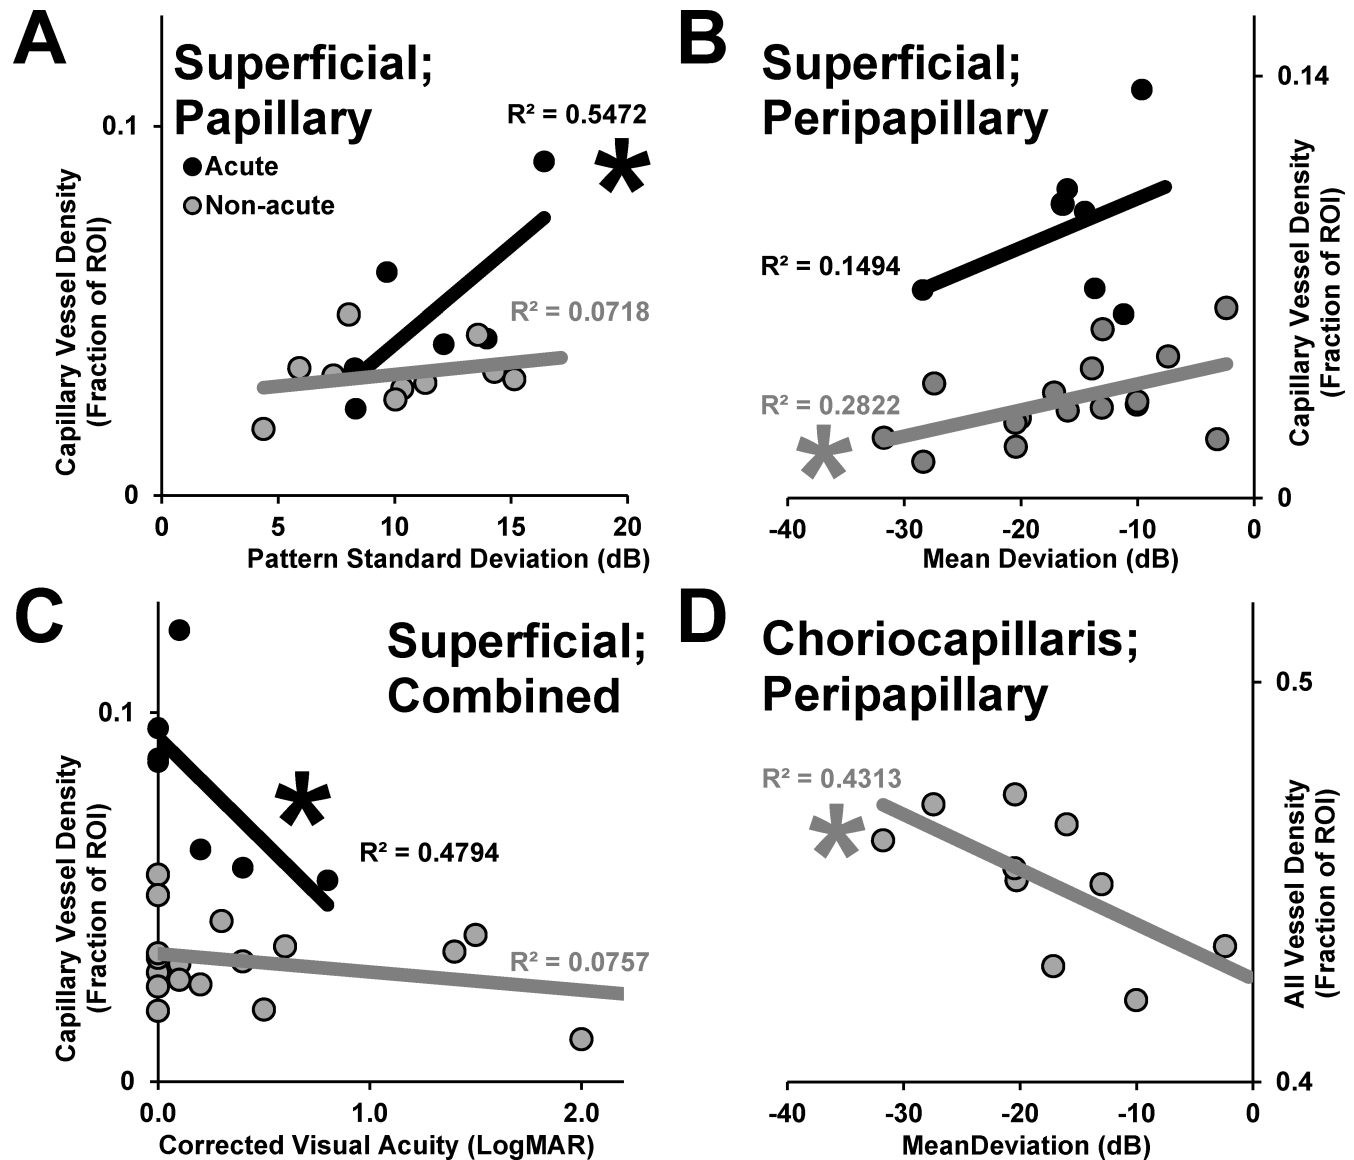 A
Superficial;
Papillary
R² = 0.5472
*
0.1
Acute
Non-acute
R² = 0.0718
Capillary Vessel Density
(Fraction of ROI)
0
0 5 10 15 20
Pattern Standard Deviation (dB)
B
Superficial;
Peripapillary
0.14
R² = 0.1494
R² = 0.2822
*
Capillary Vessel Density
(Fraction of ROI)
0
-40 -30 -20 -10 0
Mean Deviation (dB)
C
Superficial;
Combined
0.1
*
R² = 0.4794
R² = 0.0757
Capillary Vessel Density
(Fraction of ROI)
0
0.0 1.0 2.0
Corrected Visual Acuity (LogMAR)
D
Choriocapillaris;
Peripapillary
0.5
R² = 0.4313
*
All Vessel Density
(Fraction of ROI)
0.4
-40 -30 -20 -10 0
MeanDeviation (dB)